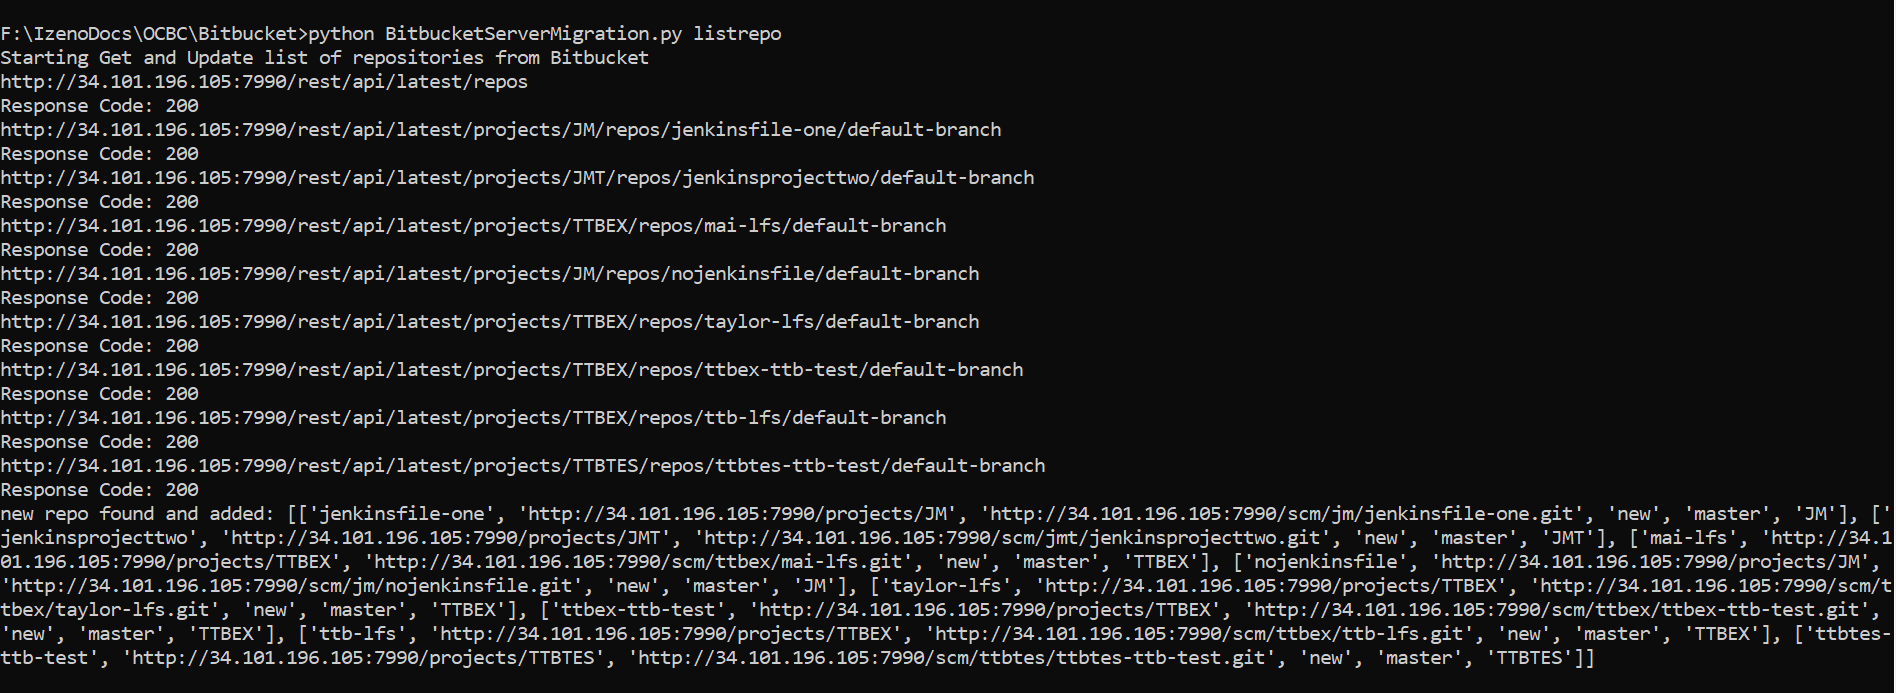 F:\IzenoDocs\OCBC\Bitbucket>python BitbucketServerMigration.py listrepo
Starting Get and Update list of repositories from Bitbucket
http://34.101.196.105:7990/rest/api/latest/repos
Response Code: 200
http://34.101.196.105:7990/rest/api/latest/projects/JM/repos/jenkinsfile-one/default-branch
Response Code: 200
http://34.101.196.105:7990/rest/api/latest/projects/JMT/repos/jenkinsprojecttwo/default-branch
Response Code: 200
http://34.101.196.105:7990/rest/api/latest/projects/TTBEX/repos/mai-lfs/default-branch
Response Code: 200
http://34.101.196.105:7990/rest/api/latest/projects/JM/repos/nojenkinsfile/default-branch
Response Code: 200
http://34.101.196.105:7990/rest/api/latest/projects/TTBEX/repos/taylor-lfs/default-branch
Response Code: 200
http://34.101.196.105:7990/rest/api/latest/projects/TTBEX/repos/ttbex-ttb-test/default-branch
Response Code: 200
http://34.101.196.105:7990/rest/api/latest/projects/TTBEX/repos/ttb-lfs/default-branch
Response Code: 200
http://34.101.196.105:7990/rest/api/latest/projects/TTBTES/repos/ttbtes-ttb-test/default-branch
Response Code: 200
new repo found and added: [['jenkinsfile-one', 'http://34.101.196.105:7990/projects/JM', 'http://34.101.196.105:7990/scm/jm/jenkinsfile-one.git', 'new', 'master', 'JM'], ['
jenkinsprojecttwo', 'http://34.101.196.105:7990/projects/JMT', 'http://34.101.196.105:7990/scm/jmt/jenkinsprojecttwo.git', 'new', 'master', 'JMT'], ['mai-lfs', 'http://34.1
01.196.105:7990/projects/TTBEX', 'http://34.101.196.105:7990/scm/ttbex/mai-lfs.git', 'new', 'master', 'TTBEX'], ['nojenkinsfile', 'http://34.101.196.105:7990/projects/JM',
'http://34.101.196.105:7990/scm/jm/nojenkinsfile.git', 'new', 'master', 'JM'], ['taylor-lfs', 'http://34.101.196.105:7990/projects/TTBEX', 'http://34.101.196.105:7990/scm/t
tbex/taylor-lfs.git', 'new', 'master', 'TTBEX'], ['ttbex-ttb-test', 'http://34.101.196.105:7990/projects/TTBEX', 'http://34.101.196.105:7990/scm/ttbex/ttbex-ttb-test.git',
'new', 'master', 'TTBEX'], ['ttb-lfs', 'http://34.101.196.105:7990/projects/TTBEX', 'http://34.101.196.105:7990/scm/ttbex/ttb-lfs.git', 'new', 'master', 'TTBEX'], ['ttbtes-
ttb-test', 'http://34.101.196.105:7990/projects/TTBTES', 'http://34.101.196.105:7990/scm/ttbtes/ttbtes-ttb-test.git', 'new', 'master', 'TTBTES']]